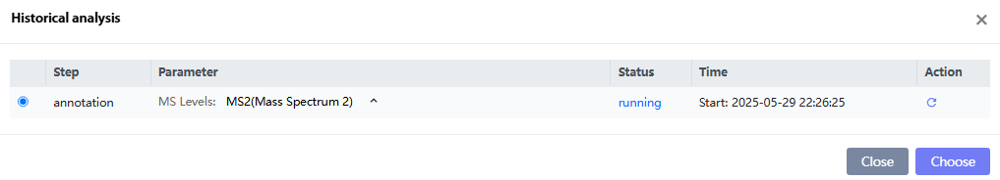 Historical analysis
Step Parameter Status Time Action
annotation MS Levels: MS2(Mass Spectrum 2) running Start: 2025-05-29 22:26:25
Close Choose